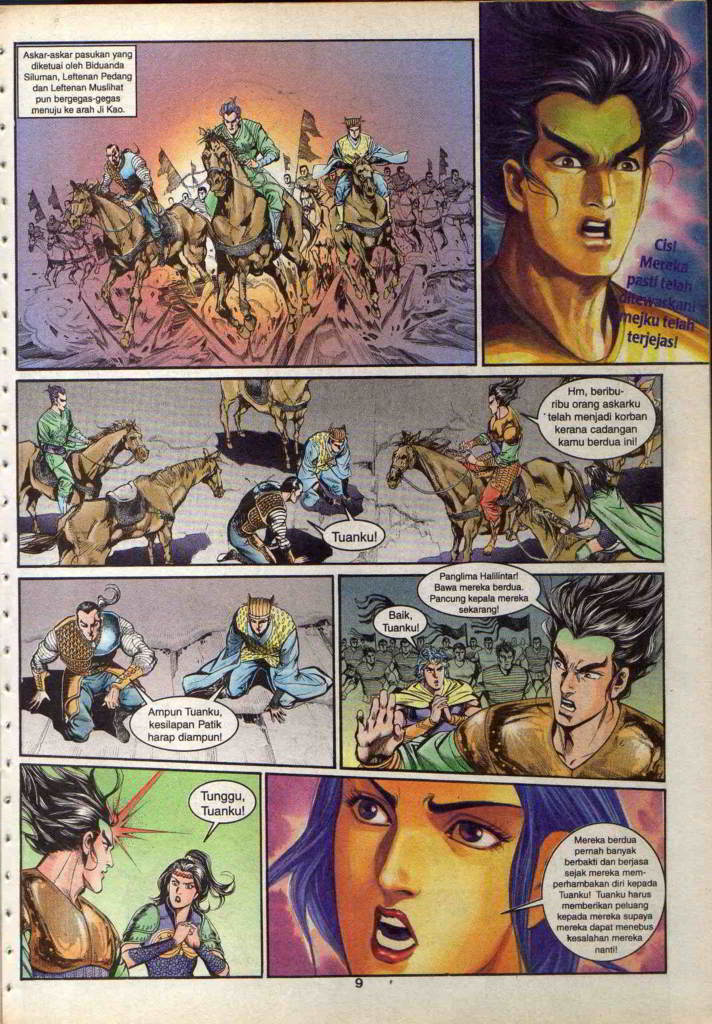 Askar-askar pasukan yang
diketuai oleh Biduanda
Siluman, Leftenan Pedang
dan Leftenan Muslihat
pun bergegas-gegas
menuju ke arah Ji Kao.
Cis!
Mereka
pasti telah
ditewaskan!
mejku telah
terjejas!
Hm, beribu-
ribu orang askarku
telah menjadi korban
kerana cadangan
kamu berdua ini!
Tuanku!
Ampun Tuanku,
kesilapan Patik
harap diampun!
Panglima Halilintar!
Bawa mereka berdua.
Pancung kepala mereka
sekarang!
Baik,
Tuanku!
Tunggu,
Tuanku!
Mereka berdua
pernah banyak
berbakti dan berjasa
sejak mereka mem-
perhambakan diri kepada
Tuanku! Tuanku harus
memberikan peluang
kepada mereka supaya
mereka dapat menebus
kesalahan mereka
nanti!
9